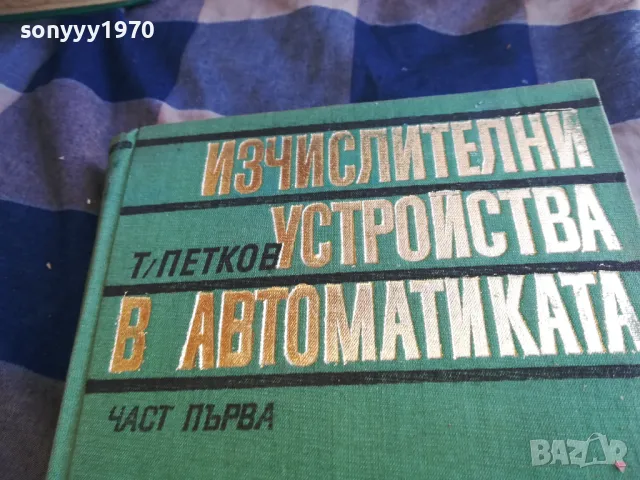 sonyyy1970
ИЗЧИСЛИТЕЛНИ
Т/ПЕТКОВ УСТРОЙСТВА
В АВТОМАТИКАТА
ЧАСТ ПЪРВА
BAZAR